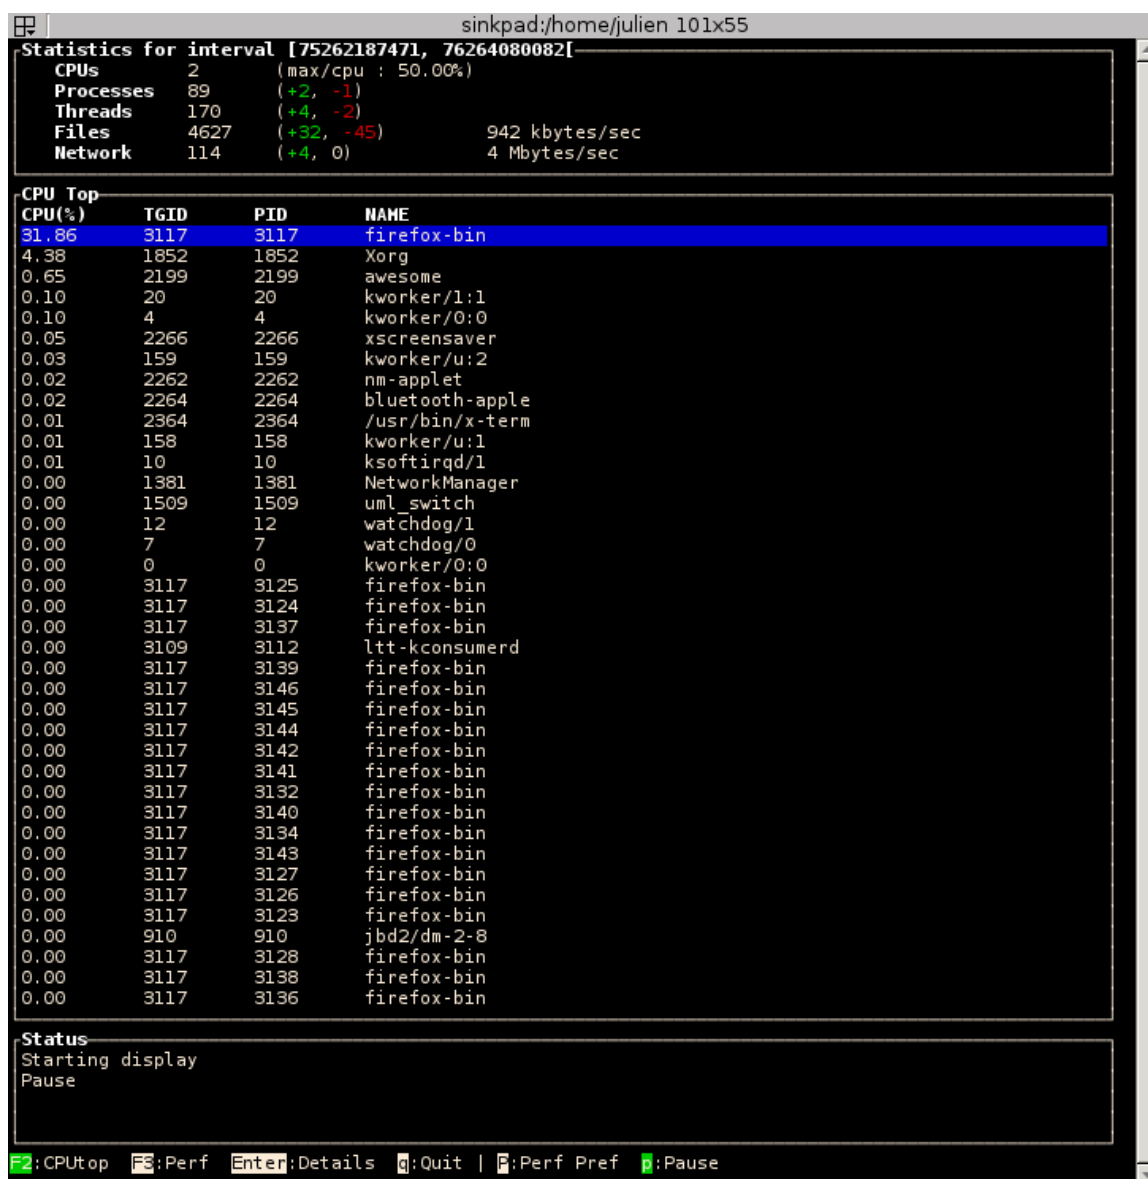 sinkpad:/home/julien 101x55
Statistics for interval [75262187471, 76264080082[
CPUs 2 (max/cpu : 50.00%)
Processes 89 (+2, -1)
Threads 170 (+4, -2)
Files 4627 (+32, -45) 942 kbytes/sec
Network 114 (+4, 0) 4 Mbytes/sec
CPU Top
CPU(%) TGID PID NAME
31.86 3117 3117 firefox-bin
4.38 1852 1852 Xorg
0.65 2199 2199 awesome
0.10 20 20 kworker/1:1
0.10 4 4 kworker/0:0
0.05 2266 2266 xscreensaver
0.03 159 159 kworker/u:2
0.02 2262 2262 nm-applet
0.02 2264 2264 bluetooth-apple
0.01 2364 2364 /usr/bin/x-term
0.01 158 158 kworker/u:1
0.01 10 10 ksoftirqd/1
0.00 1381 1381 NetworkManager
0.00 1509 1509 uml_switch
0.00 12 12 watchdog/1
0.00 7 7 watchdog/0
0.00 0 0 kworker/0:0
0.00 3117 3125 firefox-bin
0.00 3117 3124 firefox-bin
0.00 3117 3137 firefox-bin
0.00 3109 3112 ltt-kconsumerd
0.00 3117 3139 firefox-bin
0.00 3117 3146 firefox-bin
0.00 3117 3145 firefox-bin
0.00 3117 3144 firefox-bin
0.00 3117 3142 firefox-bin
0.00 3117 3141 firefox-bin
0.00 3117 3132 firefox-bin
0.00 3117 3140 firefox-bin
0.00 3117 3134 firefox-bin
0.00 3117 3143 firefox-bin
0.00 3117 3127 firefox-bin
0.00 3117 3126 firefox-bin
0.00 3117 3123 firefox-bin
0.00 910 910 jbd2/dm-2-8
0.00 3117 3128 firefox-bin
0.00 3117 3138 firefox-bin
0.00 3117 3136 firefox-bin
Status
Starting display
Pause
F2:CPUtop F3:Perf Enter:Details q:Quit | P:Perf Pref p:Pause